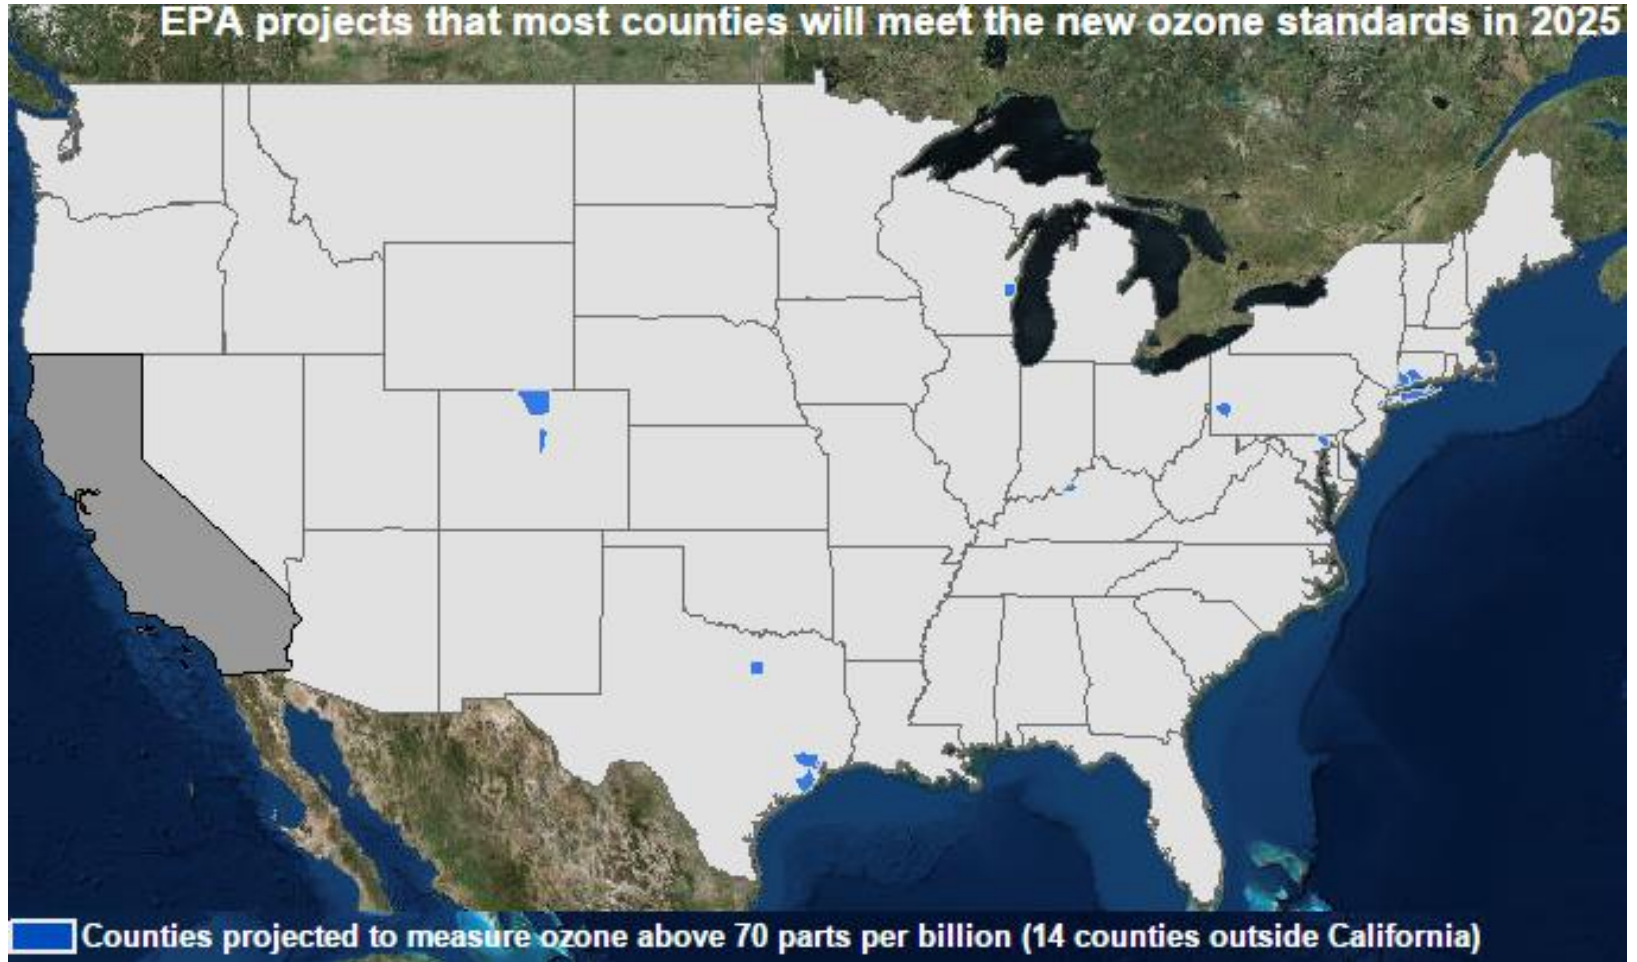 EPA projects that most counties will meet the new ozone standards in 2025
Counties projected to measure ozone above 70 parts per billion (14 counties outside California)